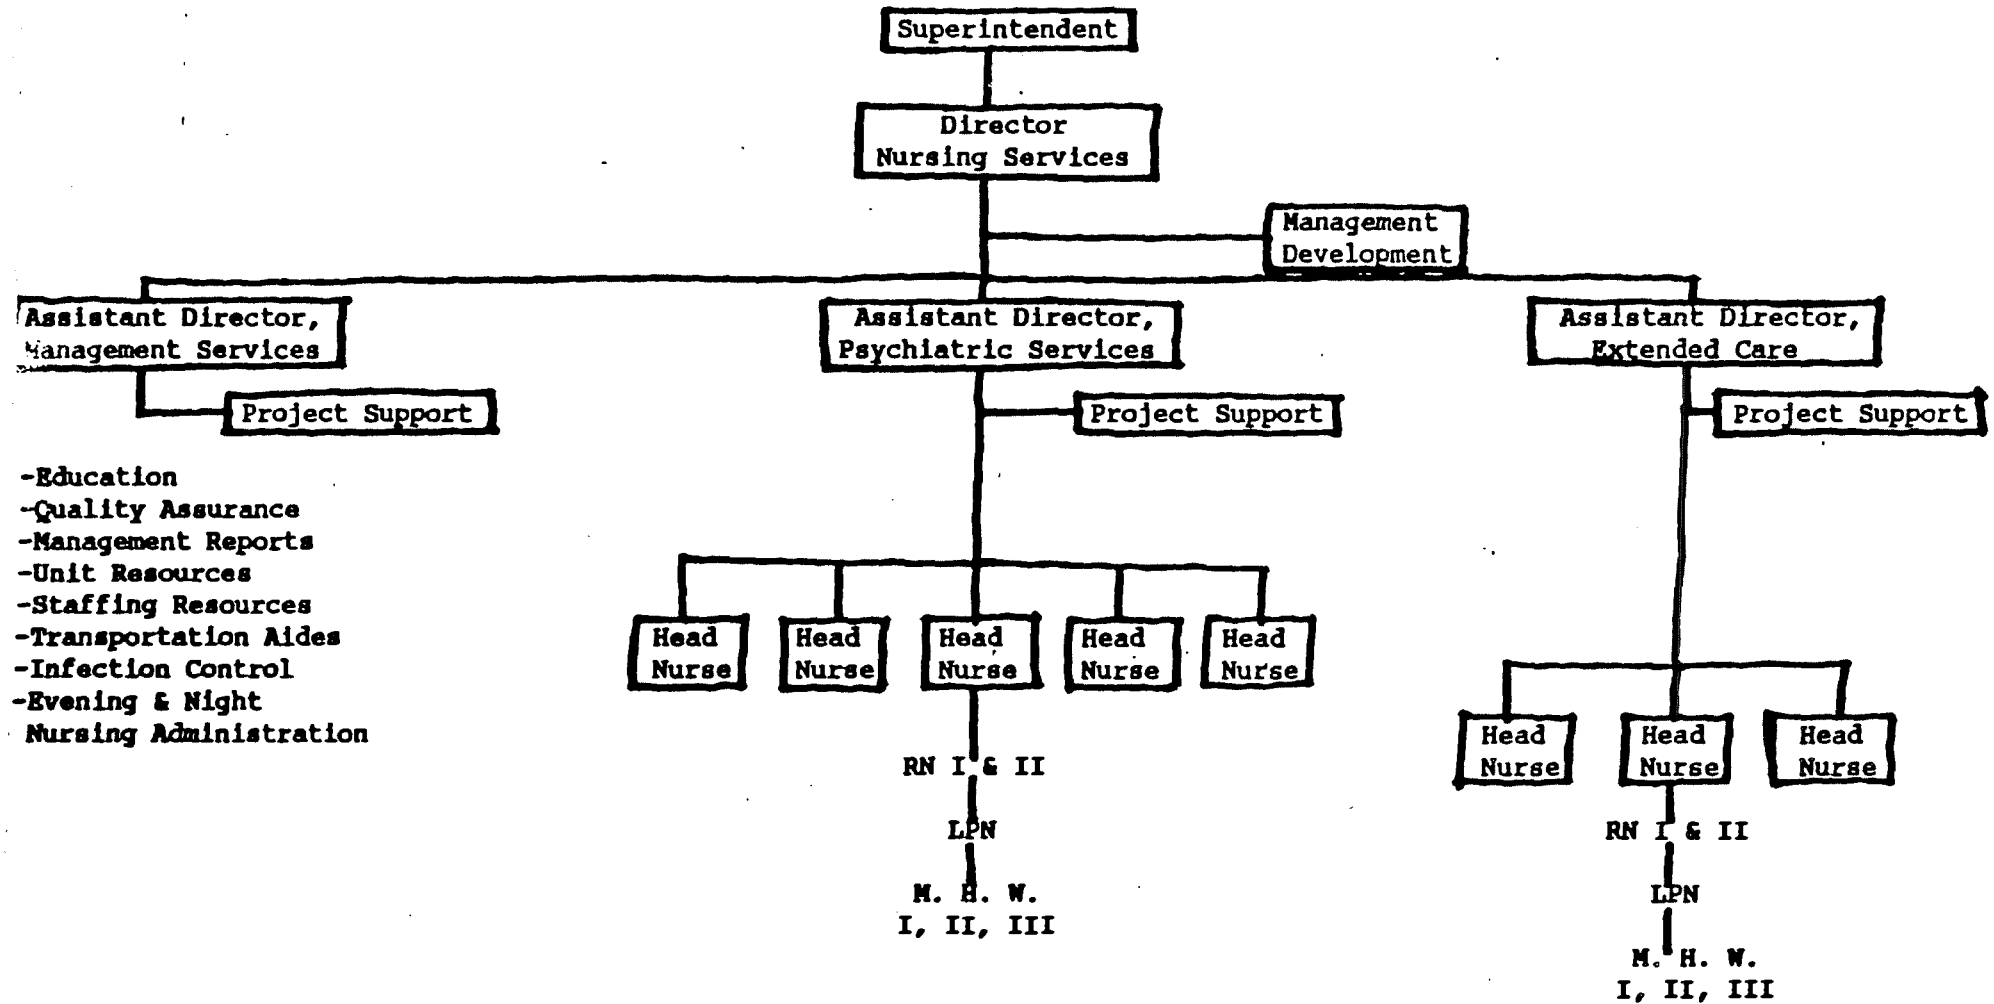 Superintendent
Director
Nursing Services
Management
Development
Assistant Director,
Management Services
Assistant Director,
Psychiatric Services
Assistant Director,
Extended Care
Project Support
Project Support
Project Support
-Education
-Quality Assurance
-Management Reports
-Unit Resources
-Staffing Resources
-Transportation Aides
-Infection Control
-Evening & Night
Nursing Administration
Head
Nurse
Head
Nurse
Head
Nurse
Head
Nurse
Head
Nurse
RN I & II
LPN
M. H. W.
I, II, III
Head
Nurse
Head
Nurse
Head
Nurse
RN I & II
LPN
M. H. W.
I, II, III